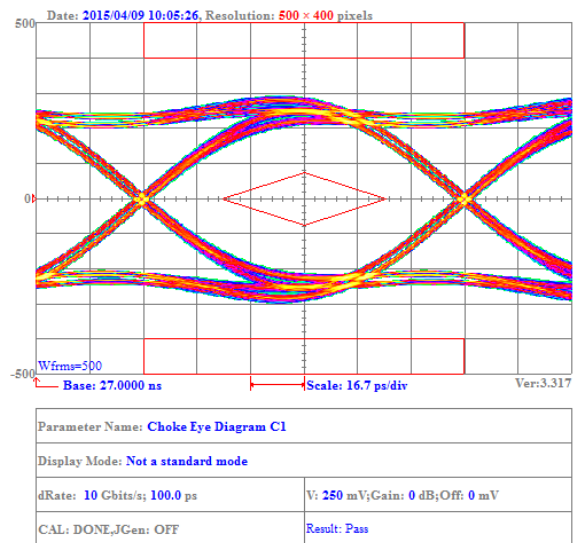 Date: 2015/04/09 10:05:26, Resolution: 500 × 400 pixels
500
0
-500
Wfrms=500
Base: 27.0000 ns
Scale: 16.7 ps/div
Ver:3.317
Parameter Name: Choke Eye Diagram C1
Display Mode: Not a standard mode
dRate: 10 Gbits/s; 100.0 ps
V: 250 mV;Gain: 0 dB;Off: 0 mV
CAL: DONE,JGen: OFF
Result: Pass